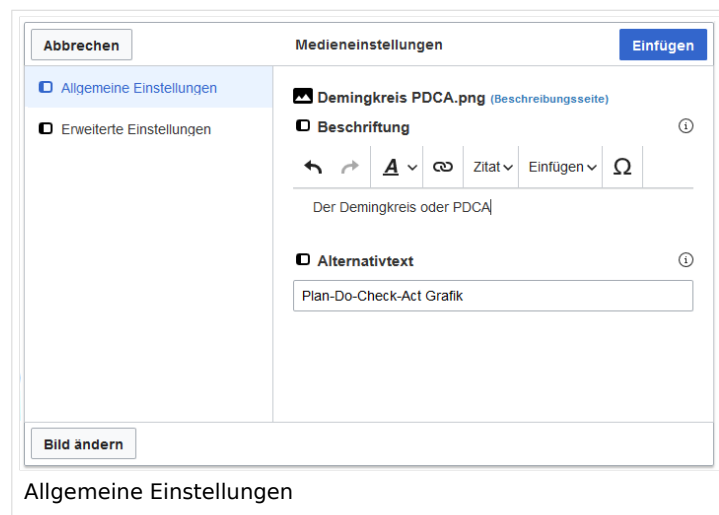 Abbrechen Medieneinstellungen Einfügen
Allgemeine Einstellungen
Erweiterte Einstellungen
Demingkreis PDCA.png (Beschreibungsseite)
Beschriftung
A Zitat Einfügen Ω
Der Demingkreis oder PDCA
Alternativtext
Plan-Do-Check-Act Grafik
Bild ändern
Allgemeine Einstellungen